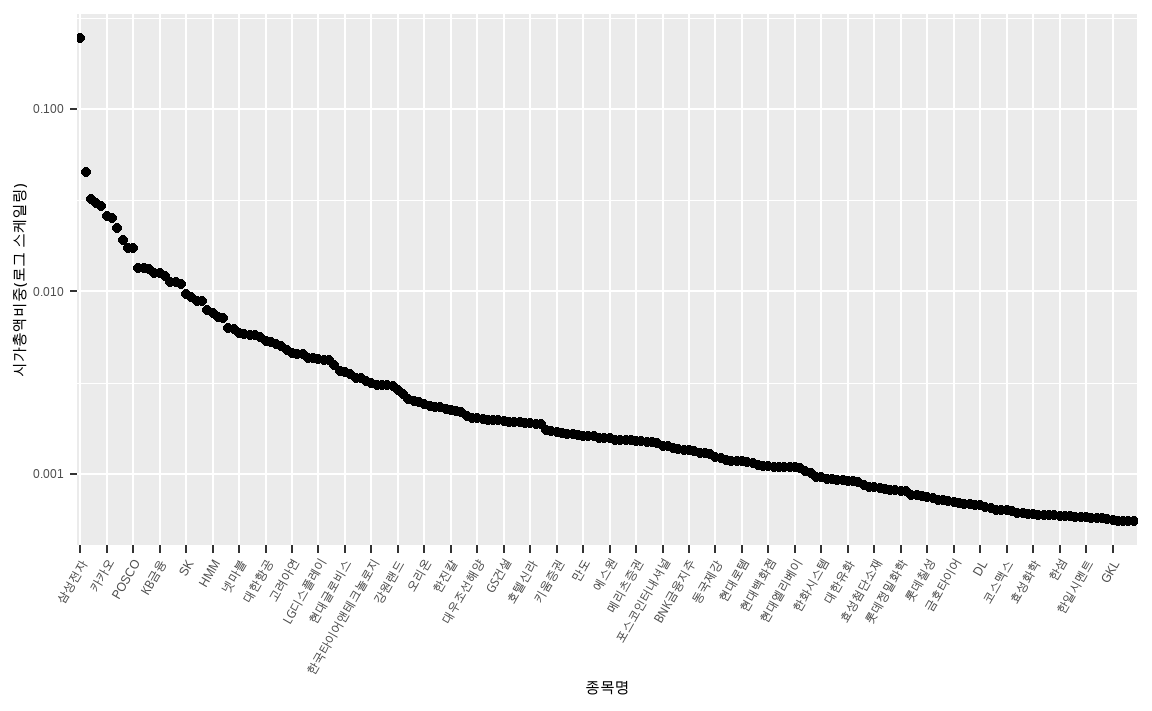 시가총액비중(로그 스케일링)
0.100
0.010
0.001
삼성전자
카카오
POSCO
KB금융
SK
HMM
넷마블
대한항공
고려아연
LG디스플레이
현대글로비스
한국타이어앤테크놀로지
강원랜드
오리온
한진칼
대우조선해양
GS건설
호텔신라
키움증권
만도
에스원
메리츠증권
포스코인터내셔널
BNK금융지주
동국제강
현대로템
현대백화점
현대엘리베이
한화시스템
대한유화
효성첨단소재
롯데정밀화학
롯데칠성
금호타이어
DL
코스맥스
효성화학
한섬
한일시멘트
GKL
종목명